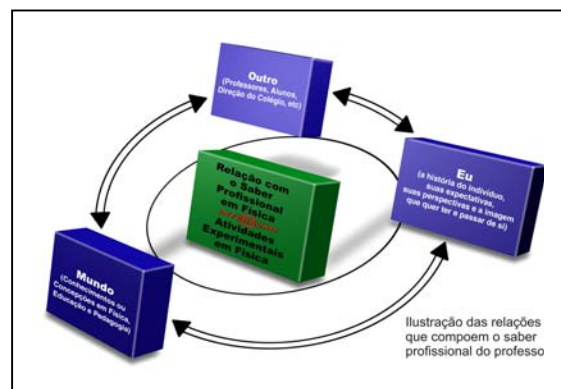 Outro
(Professores, Alunos,
Direção do Colégio, etc)
Eu
(a história do indivíduo,
suas expectativas,
suas perspectivas e a imagem
que quer ter e passar de si)
Relação com
o Saber
Profissional
em Física
Atividades
Experimentais
em Física
Mundo
(Conhecimentos ou
Concepções em Física,
Educação e Pedagogia)
Ilustração das relações
que compoem o saber
profissional do professo